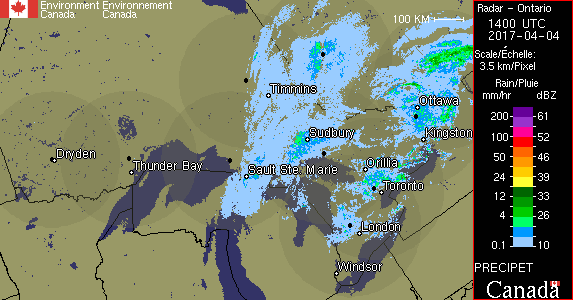 Environment Environnement
Canada Canada
100 KM
Radar - Ontario
1400 UTC
2017-04-04
Scale/Échelle:
3.5 km/Pixel
Rain/Pluie
mm/hr dBZ
200 61
100 52
50 46
24 39
12 33
4 26
0.1 10
PRECIPET
Canada
Timmins
Ottawa
Sudbury
Kingston
Dryden
Thunder Bay
Sault Ste. Marie
Orillia
Toronto
London
Windsor